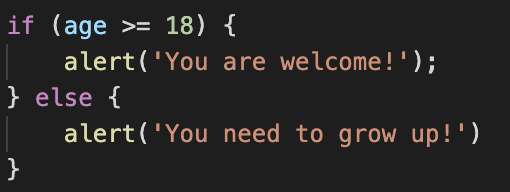 if (age >= 18) {
    alert('You are welcome!');
} else {
    alert('You need to grow up!')
}